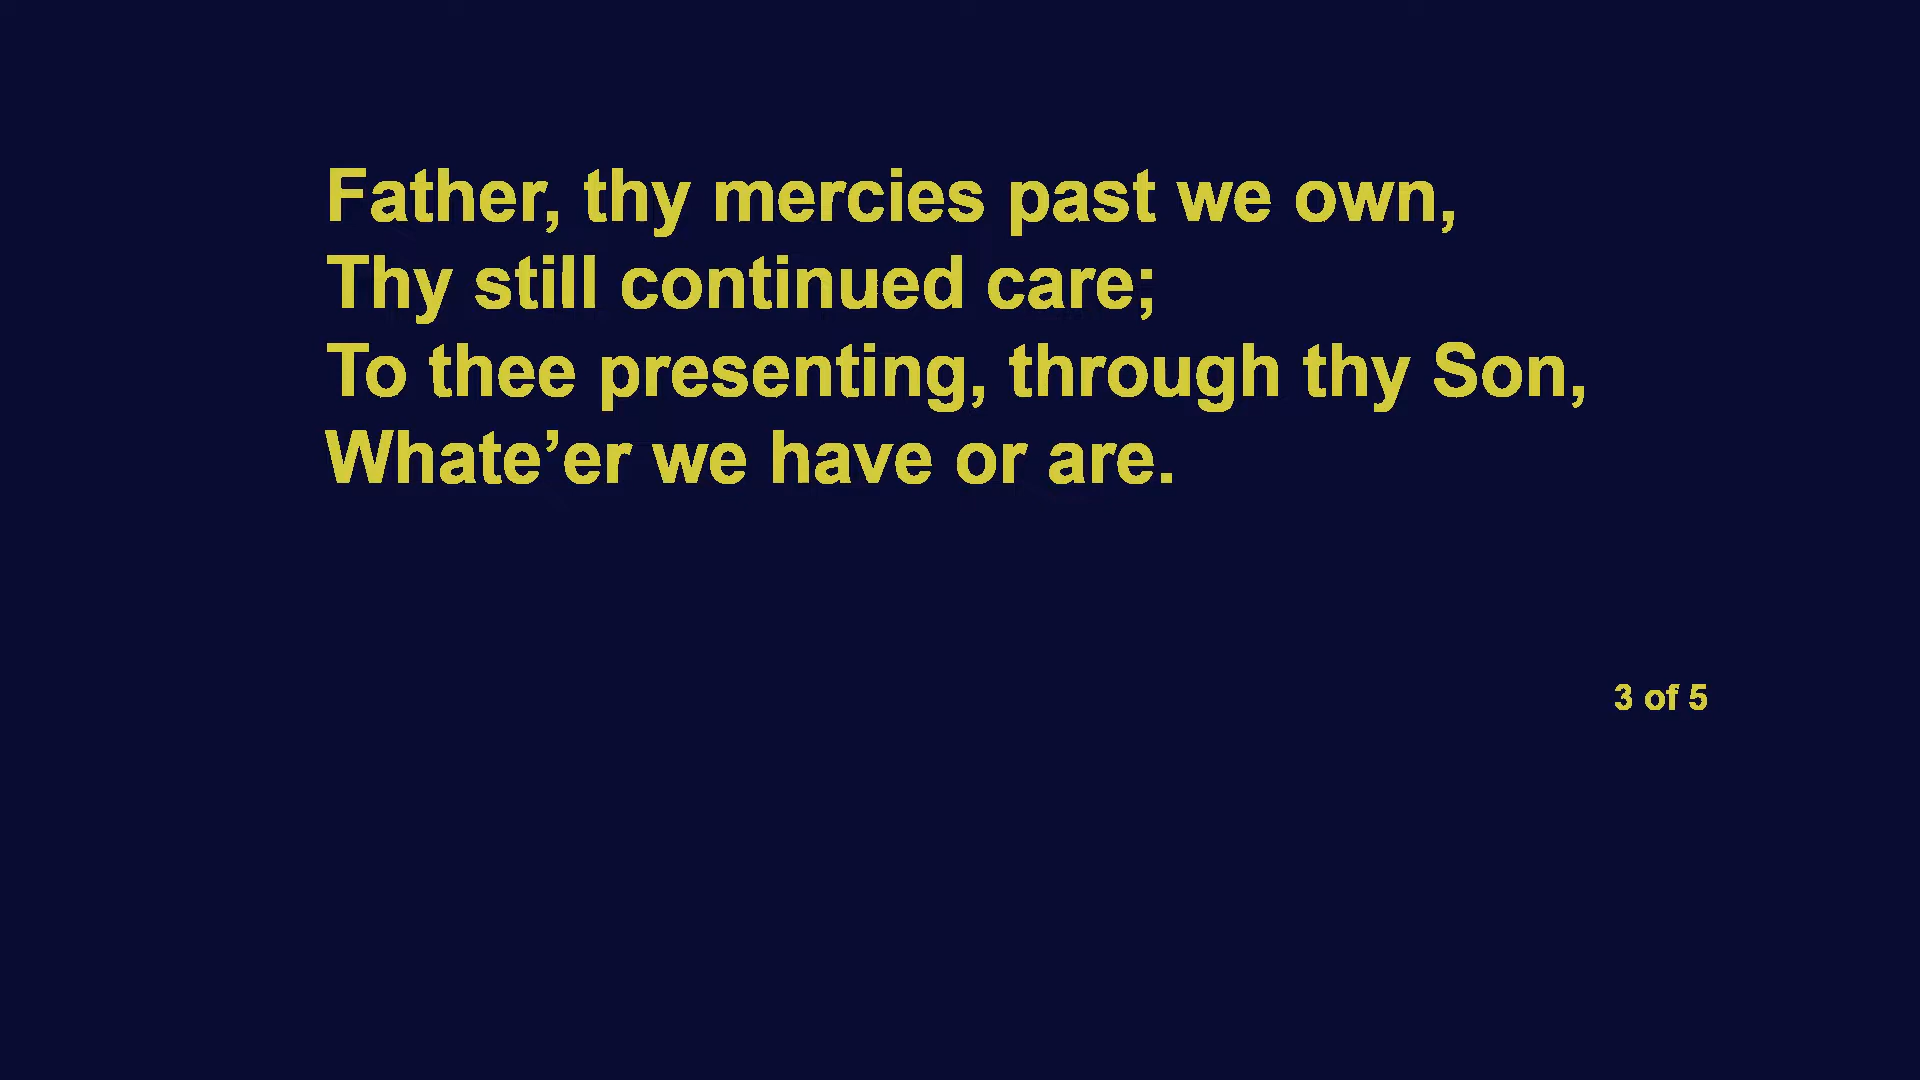 Father, thy mercies past we own,
Thy still continued care;
To thee presenting, through thy Son,
Whate’er we have or are.
3 of 5